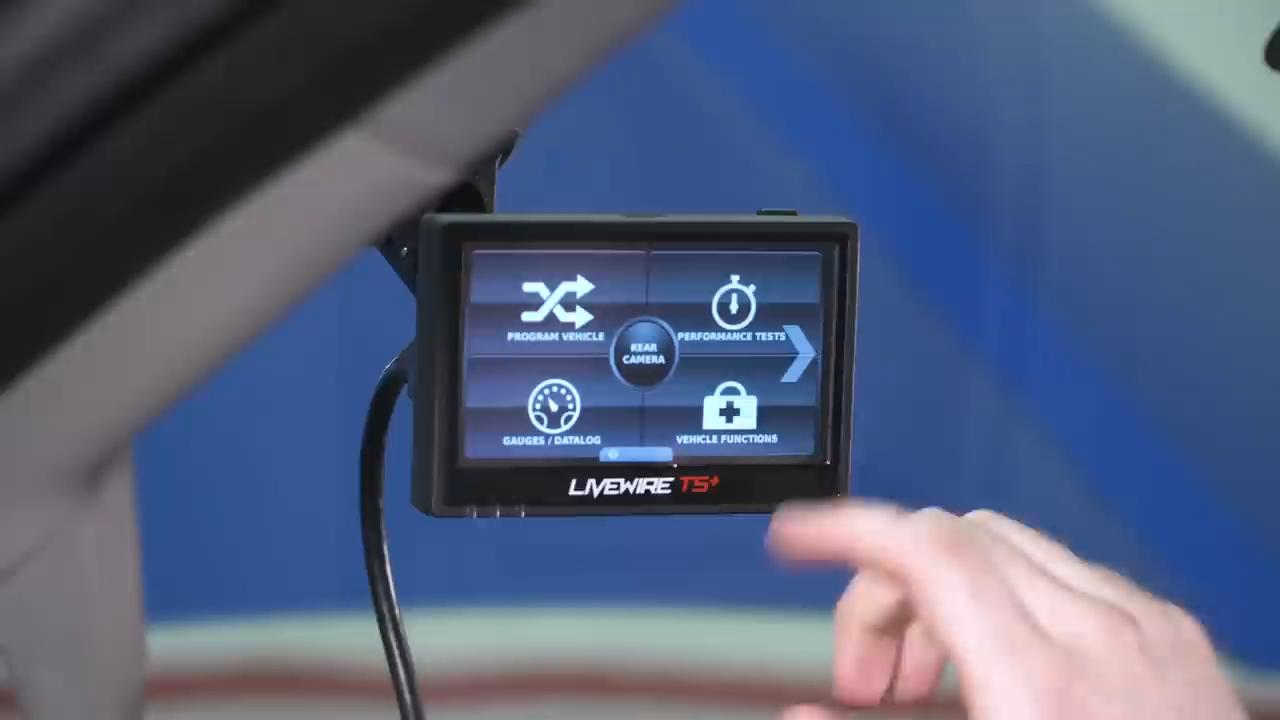 PROGRAM VEHICLE
PERFORMANCE TESTS
REAR
CAMERA
GAUGES / DATALOG
VEHICLE FUNCTIONS
LIVEWIRE TS+